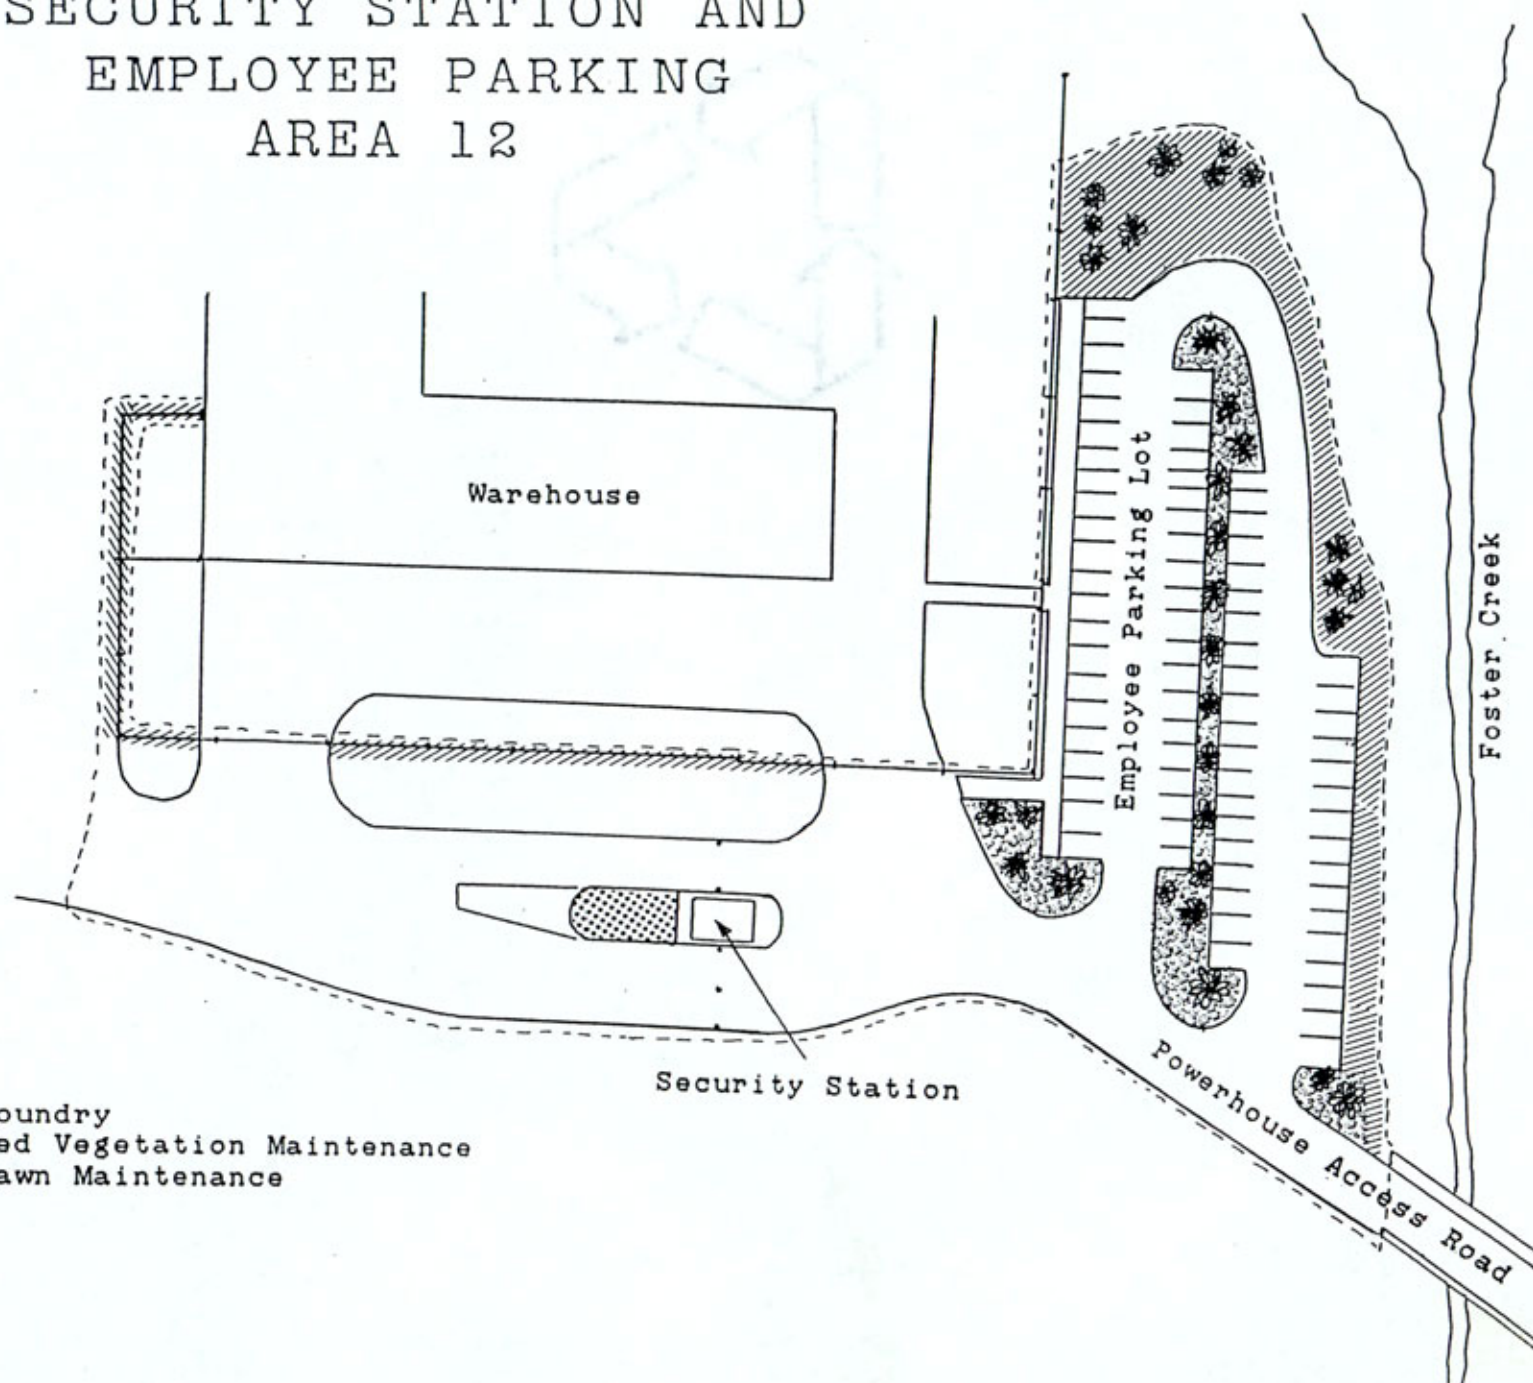 SECURITY STATION AND
EMPLOYEE PARKING
AREA 12
Warehouse
Employee Parking Lot
Foster Creek
Security Station
Powerhouse Access Road
oundry
ed Vegetation Maintenance
awn Maintenance